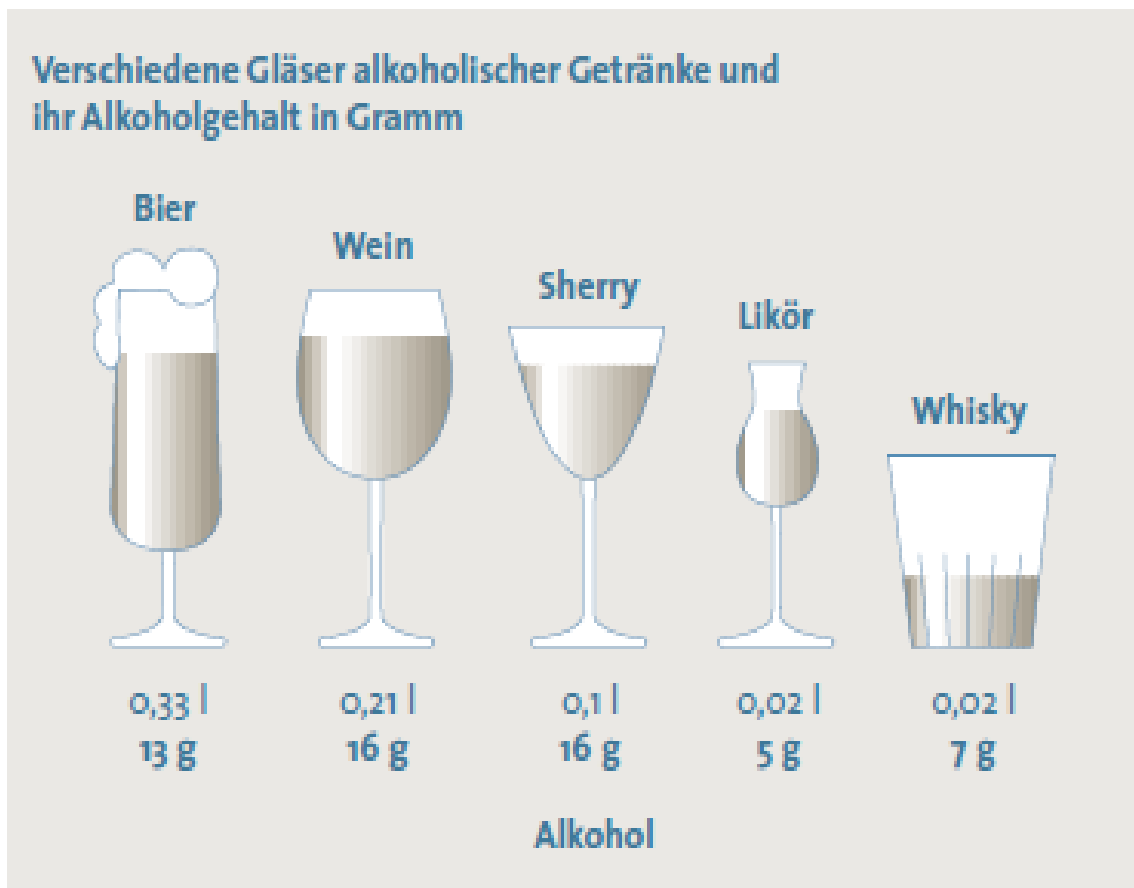 Verschiedene Gläser alkoholischer Getränke und
ihr Alkoholgehalt in Gramm
Bier
Wein
Sherry
Likör
Whisky
0,33 l
0,21 l
0,1 l
0,02 l
0,02 l
13 g
16 g
16 g
5 g
7 g
Alkohol